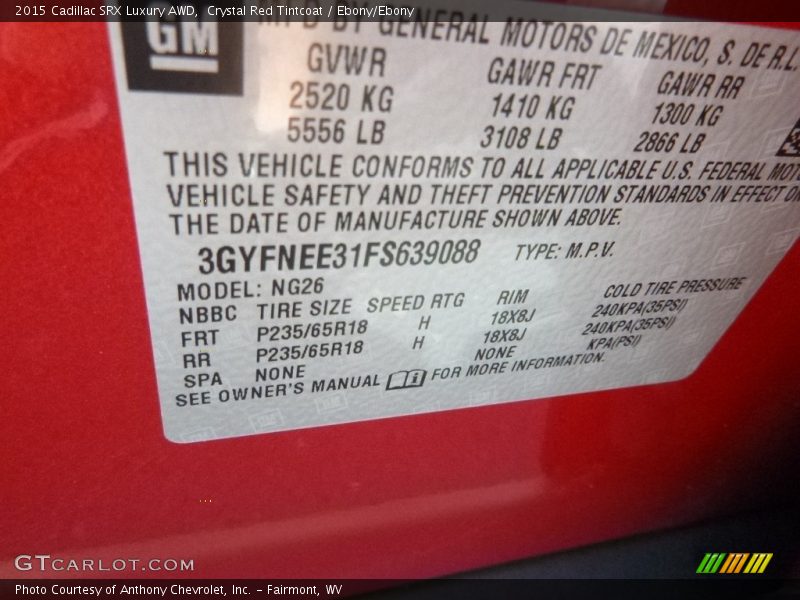 2015 Cadillac SRX Luxury AWD, Crystal Red Tintcoat / Ebony/Ebony
GM
BY GENERAL MOTORS DE MEXICO, S. DE R.L.
GVWR GAWR FRT GAWR RR
2520 KG 1410 KG 1300 KG
5556 LB 3108 LB 2866 LB
THIS VEHICLE CONFORMS TO ALL APPLICABLE U.S. FEDERAL
VEHICLE SAFETY AND THEFT PREVENTION STANDARDS IN EFFECT
THE DATE OF MANUFACTURE SHOWN ABOVE.
3GYFNEE31FS639088 TYPE: M.P.V.
MODEL: NG26
NBBC TIRE SIZE SPEED RTG RIM COLD TIRE PRESSURE
FRT P235/65R18 H 18X8J 240KPA(35PSI)
RR P235/65R18 H 18X8J 240KPA(35PSI)
SPA NONE NONE KPA(PSI)
SEE OWNER'S MANUAL FOR MORE INFORMATION.
GTCARLOT.COM
Photo Courtesy of Anthony Chevrolet, Inc. - Fairmont, WV